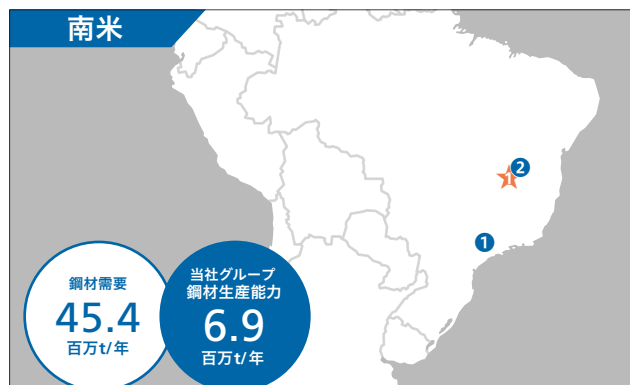 南米
1
2
1
鋼材需要
45.4
百万t/年
当社グループ
鋼材生産能力
6.9
百万t/年